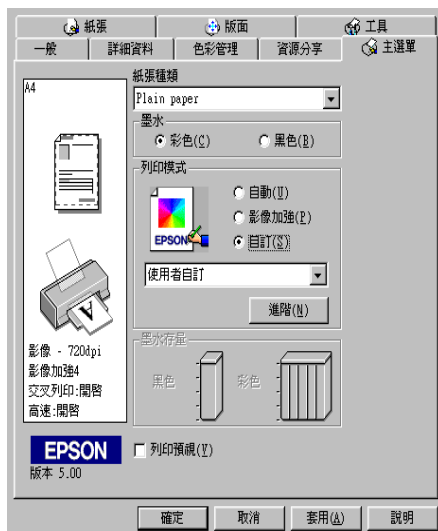 紙張
版面
工具
一般
詳細資料
色彩管理
資源分享
主選單
A4
紙張種類
Plain paper
墨水
彩色(C)
黑色(B)
列印模式
自動(U)
影像加強(P)
自訂(S)
EPSON
使用者自訂
進階(N)
影像 - 720dpi
影像加強4
交叉列印:開啓
高速:開啓
墨水存量
黑色
彩色
EPSON
版本 5.00
列印預視(V)
確定
取消
套用(A)
說明